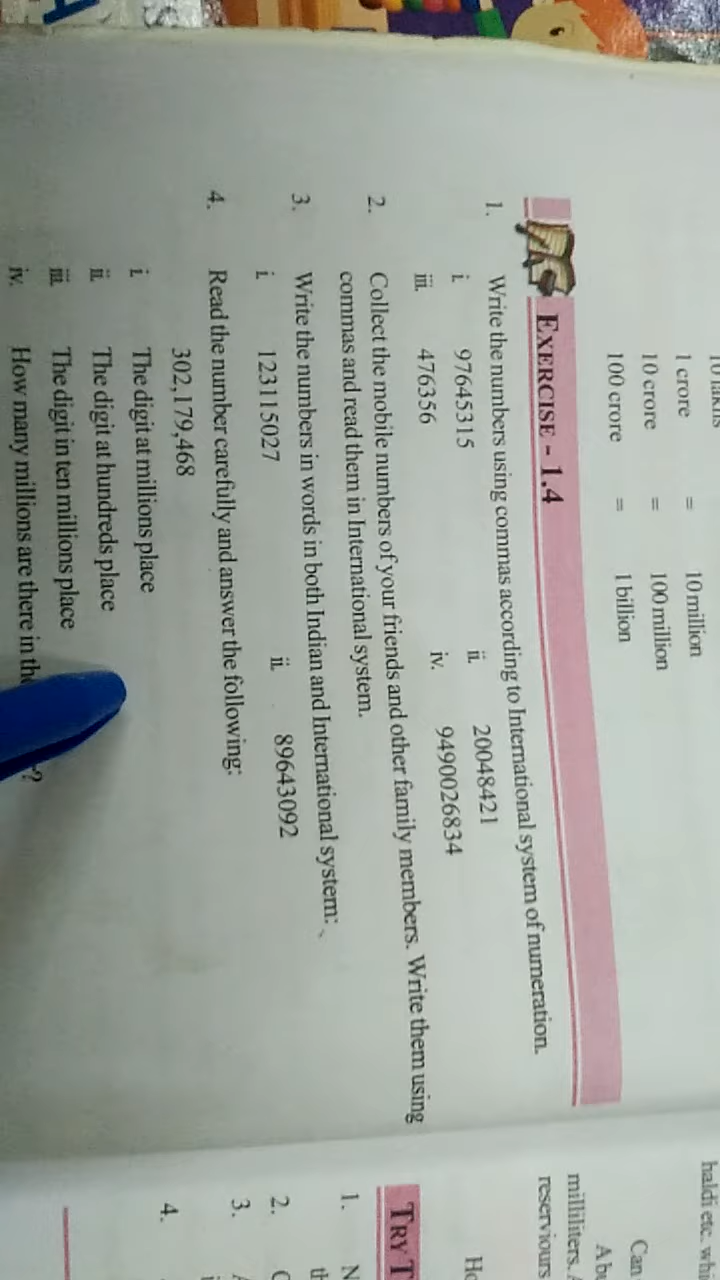 10 lakhs
1 crore = 10 million
10 crore = 100 million
100 crore = 1 billion
EXERCISE - 1.4
1. Write the numbers using commas according to International system of numeration.
i. 97645315 ii. 20048421
iii. 476356 iv. 9490026834
2. Collect the mobile numbers of your friends and other family members. Write them using
commas and read them in International system.
3. Write the numbers in words in both Indian and International system:
i. 123115027 ii. 89643092
4. Read the number carefully and answer the following:
302,179,468
i. The digit at millions place
ii. The digit at hundreds place
iii. The digit in ten millions place
iv. How many millions are there in the ?
haldi etc.
Can
A
milliliters.
reserviours
TRY
1.
2.
3.
4.